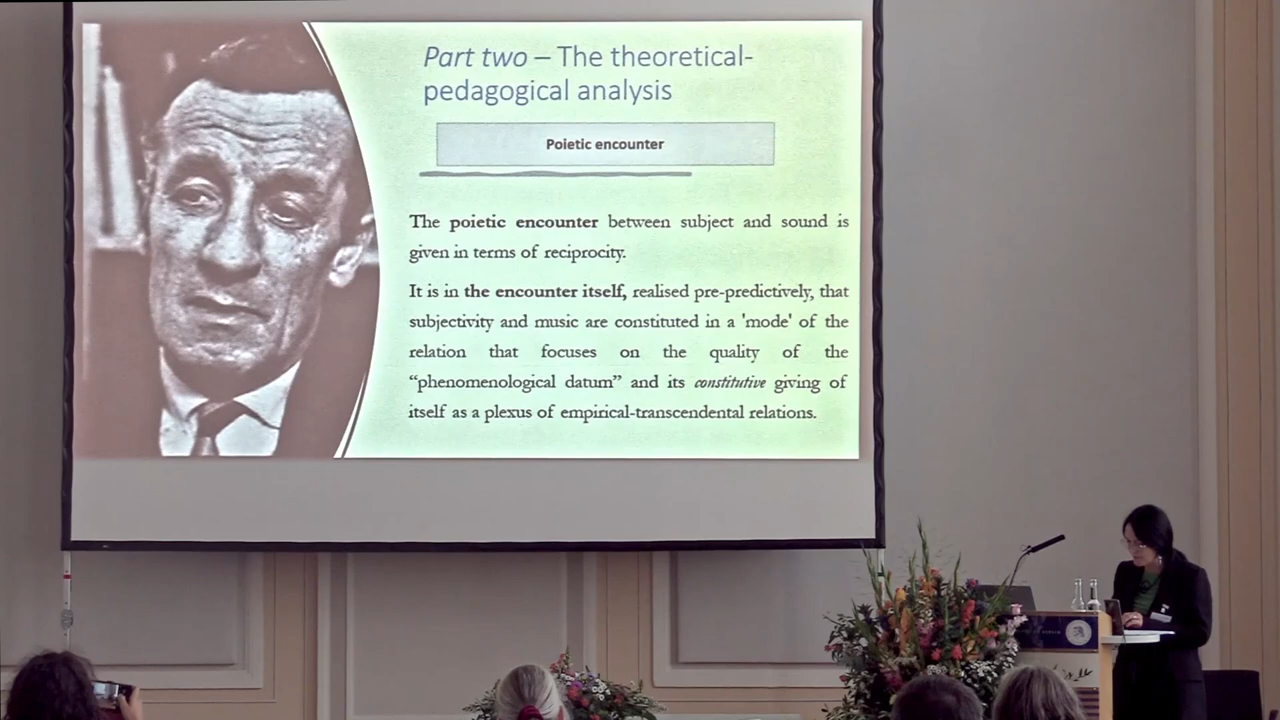 Part two – The theoretical-
pedagogical analysis
Poietic encounter
The poietic encounter between subject and sound is
given in terms of reciprocity.
It is in the encounter itself, realised pre-predictively, that
subjectivity and music are constituted in a 'mode' of the
relation that focuses on the quality of the
“phenomenological datum” and its constitutive giving of
itself as a plexus of empirical-transcendental relations.